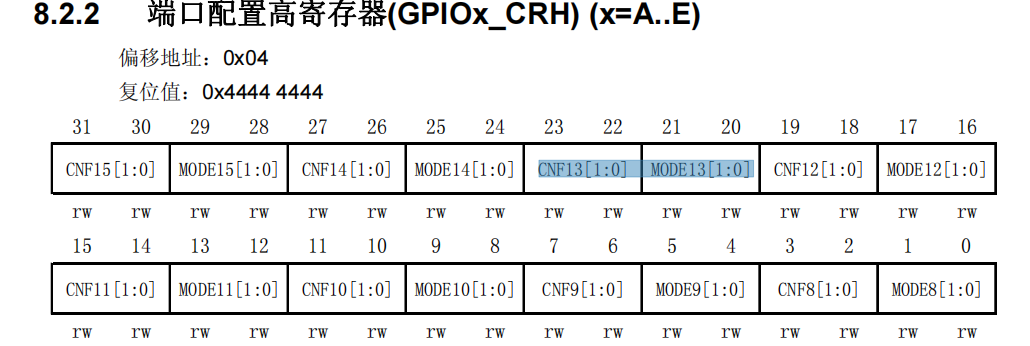 8.2.2 端口配置高寄存器(GPIOx_CRH) (x=A..E)
偏移地址：0x04
复位值：0x4444 4444
31 30 29 28 27 26 25 24 23 22 21 20 19 18 17 16
CNF15[1:0] MODE15[1:0] CNF14[1:0] MODE14[1:0] CNF13[1:0] MODE13[1:0] CNF12[1:0] MODE12[1:0]
rw rw rw rw rw rw rw rw rw rw rw rw rw rw rw rw
15 14 13 12 11 10 9 8 7 6 5 4 3 2 1 0
CNF11[1:0] MODE11[1:0] CNF10[1:0] MODE10[1:0] CNF9[1:0] MODE9[1:0] CNF8[1:0] MODE8[1:0]
rw rw rw rw rw rw rw rw rw rw rw rw rw rw rw rw